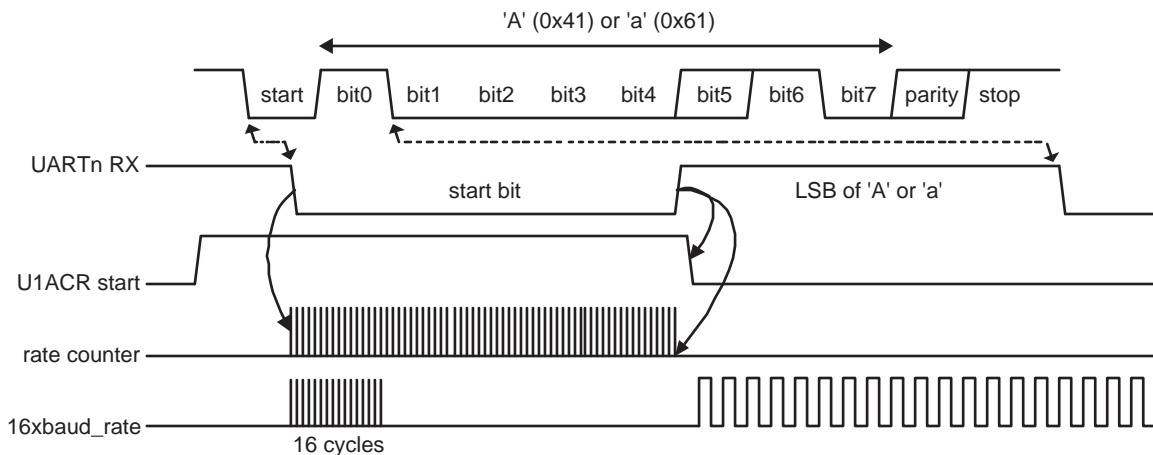 'A' (0x41) or 'a' (0x61)
start bit0 bit1 bit2 bit3 bit4 bit5 bit6 bit7 parity stop
UARTn RX
start bit
LSB of 'A' or 'a'
U1ACR start
rate counter
16xbaud_rate
16 cycles